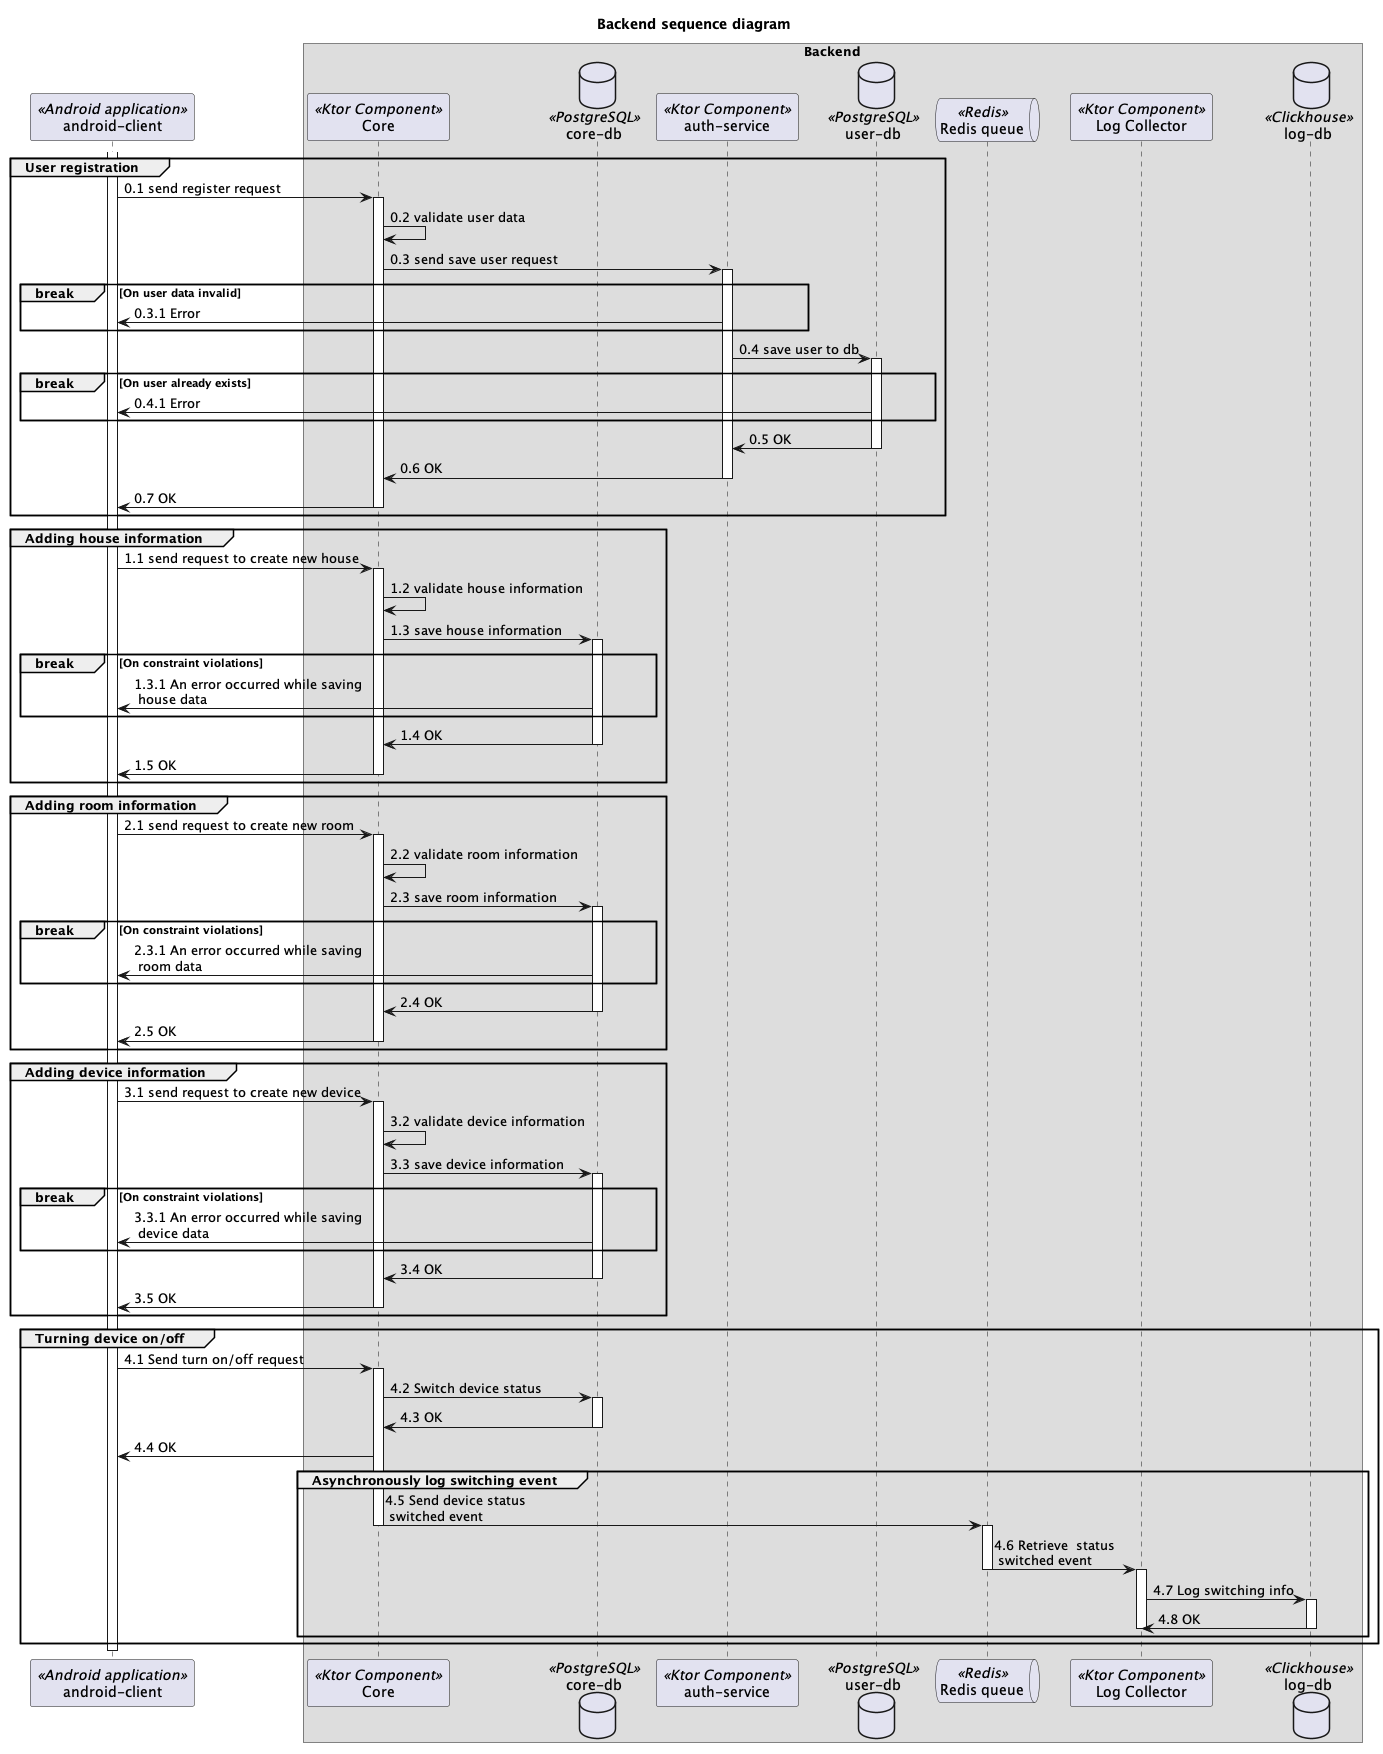 Backend sequence diagram
Backend
«Android application»
android-client
«Ktor Component»
Core
«PostgreSQL»
core-db
«Ktor Component»
auth-service
«PostgreSQL»
user-db
«Redis»
Redis queue
«Ktor Component»
Log Collector
«Clickhouse»
log-db
User registration
0.1 send register request
0.2 validate user data
0.3 send save user request
break
[On user data invalid]
0.3.1 Error
0.4 save user to db
break
[On user already exists]
0.4.1 Error
0.5 OK
0.6 OK
0.7 OK
Adding house information
1.1 send request to create new house
1.2 validate house information
1.3 save house information
break
[On constraint violations]
1.3.1 An error occurred while saving
house data
1.4 OK
1.5 OK
Adding room information
2.1 send request to create new room
2.2 validate room information
2.3 save room information
break
[On constraint violations]
2.3.1 An error occurred while saving
room data
2.4 OK
2.5 OK
Adding device information
3.1 send request to create new device
3.2 validate device information
3.3 save device information
break
[On constraint violations]
3.3.1 An error occurred while saving
device data
3.4 OK
3.5 OK
Turning device on/off
4.1 Send turn on/off request
4.2 Switch device status
4.3 OK
4.4 OK
Asynchronously log switching event
4.5 Send device status
switched event
4.6 Retrieve  status
switched event
4.7 Log switching info
4.8 OK
«Android application»
android-client
«Ktor Component»
Core
«PostgreSQL»
core-db
«Ktor Component»
auth-service
«PostgreSQL»
user-db
«Redis»
Redis queue
«Ktor Component»
Log Collector
«Clickhouse»
log-db